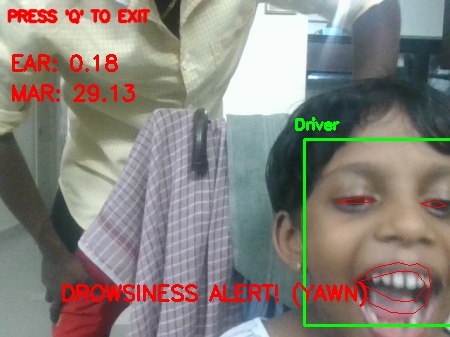 PRESS 'Q' TO EXIT
EAR: 0.18
MAR: 29.13
Driver
DROWSINESS ALERT! (YAWN)